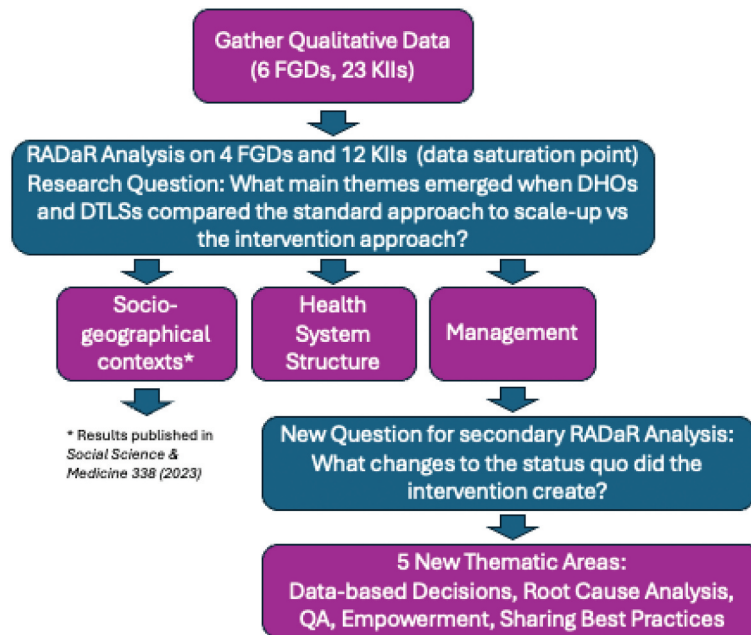 Gather Qualitative Data
(6 FGDs, 23 KIIs)
RADaR Analysis on 4 FGDs and 12 KIIs (data saturation point)
Research Question: What main themes emerged when DHOs
and DTLSs compared the standard approach to scale-up vs
the intervention approach?
Socio-
geographical
contexts*
Health
System
Structure
Management
* Results published in
Social Science &
Medicine 338 (2023)
New Question for secondary RADaR Analysis:
What changes to the status quo did the
intervention create?
5 New Thematic Areas:
Data-based Decisions, Root Cause Analysis,
QA, Empowerment, Sharing Best Practices